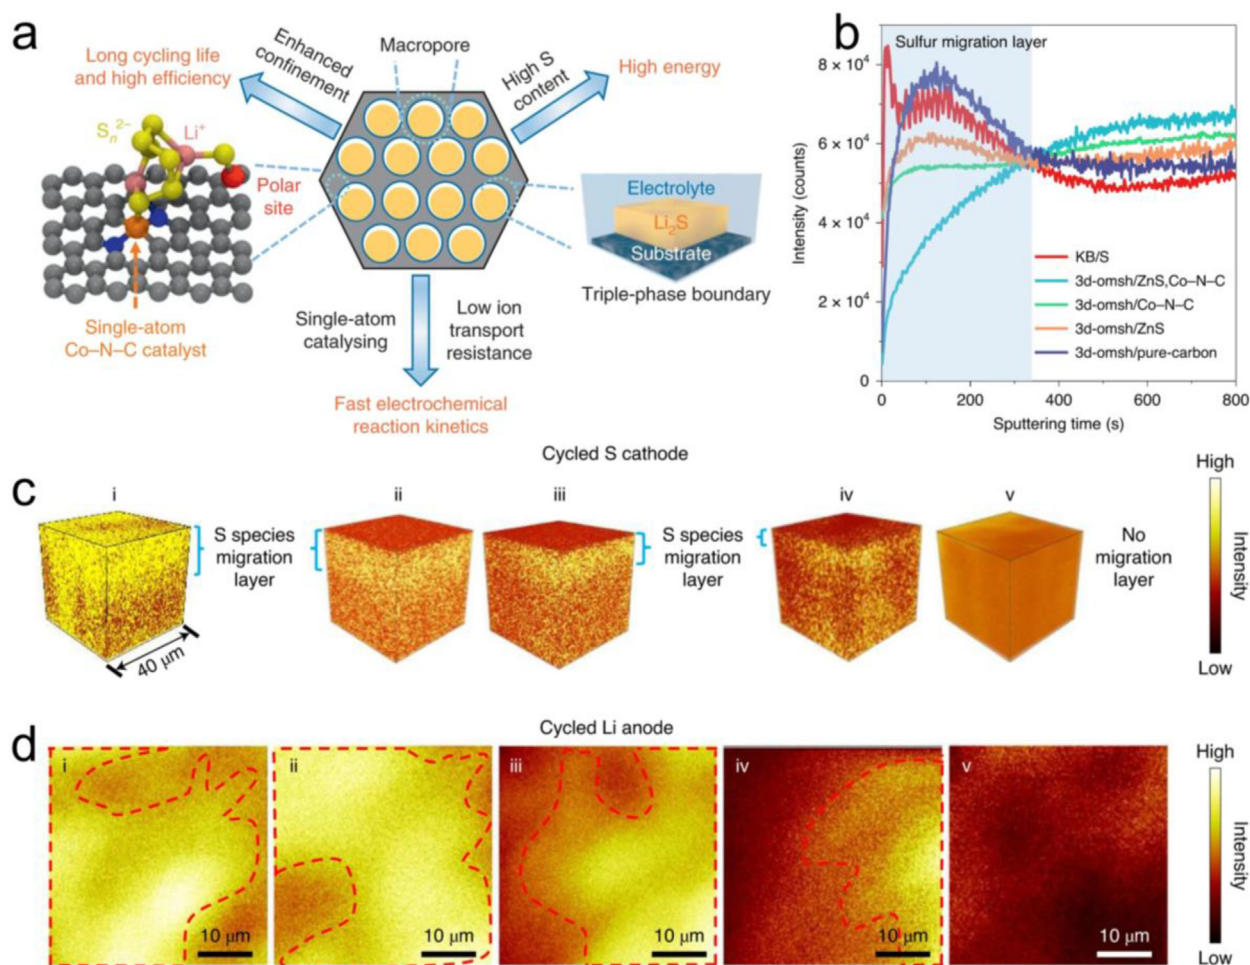 a
Long cycling life
and high efficiency
Enhanced
confinement
Macropore
High S
content
High energy
Sₙ²⁻
Li⁺
Polar
site
Electrolyte
Li₂S
Substrate
Triple-phase boundary
Single-atom
Co–N–C catalyst
Single-atom
catalysing
Low ion
transport
resistance
Fast electrochemical
reaction kinetics
b
Sulfur migration layer
Intensity (counts)
8 × 10⁴
6 × 10⁴
4 × 10⁴
2 × 10⁴
0
KB/S
3d-omsh/ZnS,Co–N–C
3d-omsh/Co–N–C
3d-omsh/ZnS
3d-omsh/pure-carbon
0 200 400 600 800
Sputtering time (s)
Cycled S cathode
c
i
ii
iii
iv
v
S species
migration
layer
S species
migration
layer
No
migration
layer
40 μm
High
Intensity
Low
Cycled Li anode
d
i
ii
iii
iv
v
10 μm
10 μm
10 μm
10 μm
10 μm
High
Intensity
Low